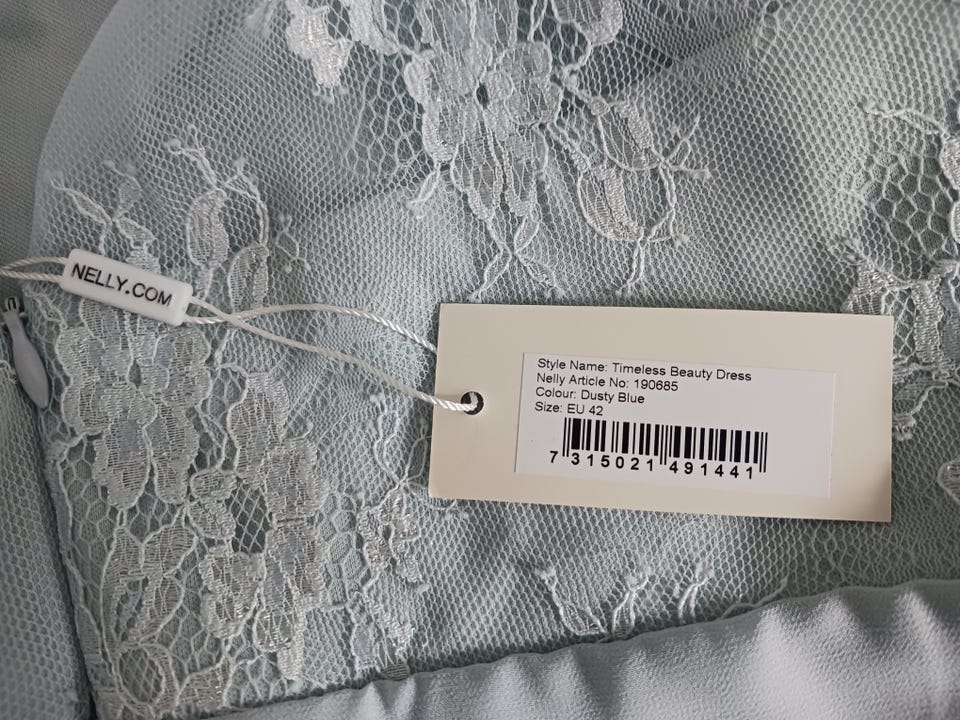 NELLY.COM
Style Name: Timeless Beauty Dress
Nelly Article No: 190685
Colour: Dusty Blue
Size: EU 42
7 315021 491441